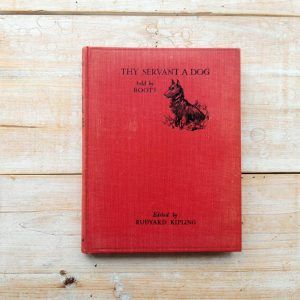 THY SERVANT A DOG
told by
BOOTS
Edited by
RUDYARD KIPLING